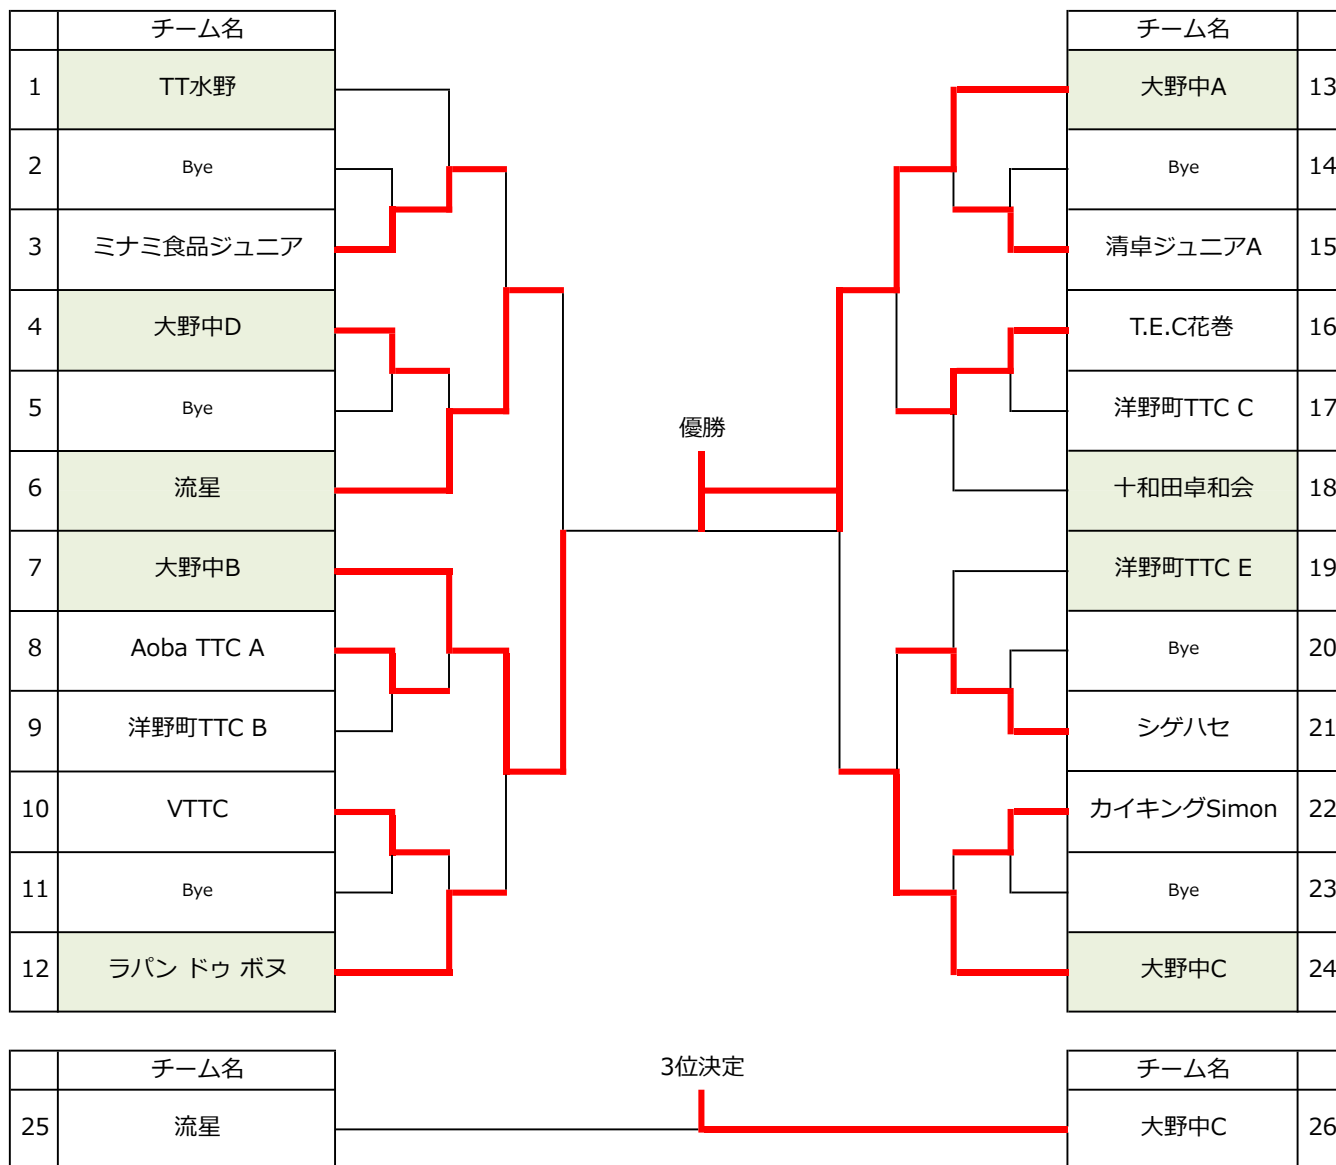 チーム名
1 TT水野
2 Bye
3 ミナミ食品ジュニア
4 大野中D
5 Bye
6 流星
7 大野中B
8 Aoba TTC A
9 洋野町TTC B
10 VTTC
11 Bye
12 ラパン ドゥ ボヌ
優勝
チーム名
大野中A 13
Bye 14
清卓ジュニアA 15
T.E.C花巻 16
洋野町TTC C 17
十和田卓和会 18
洋野町TTC E 19
Bye 20
シゲハセ 21
カイキングSimon 22
Bye 23
大野中C 24
チーム名
25 流星
3位決定
チーム名
大野中C 26